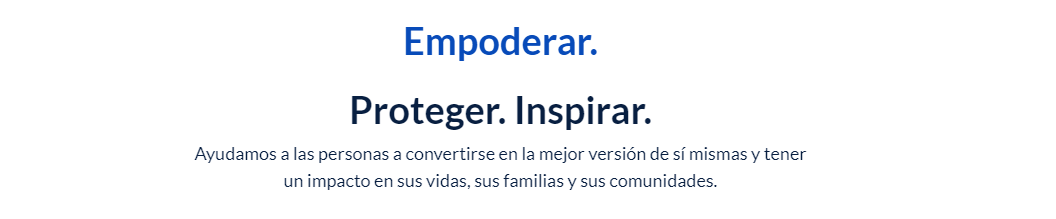 Empoderar.
Proteger. Inspirar.
Ayudamos a las personas a convertirse en la mejor versión de sí mismas y tener
un impacto en sus vidas, sus familias y sus comunidades.